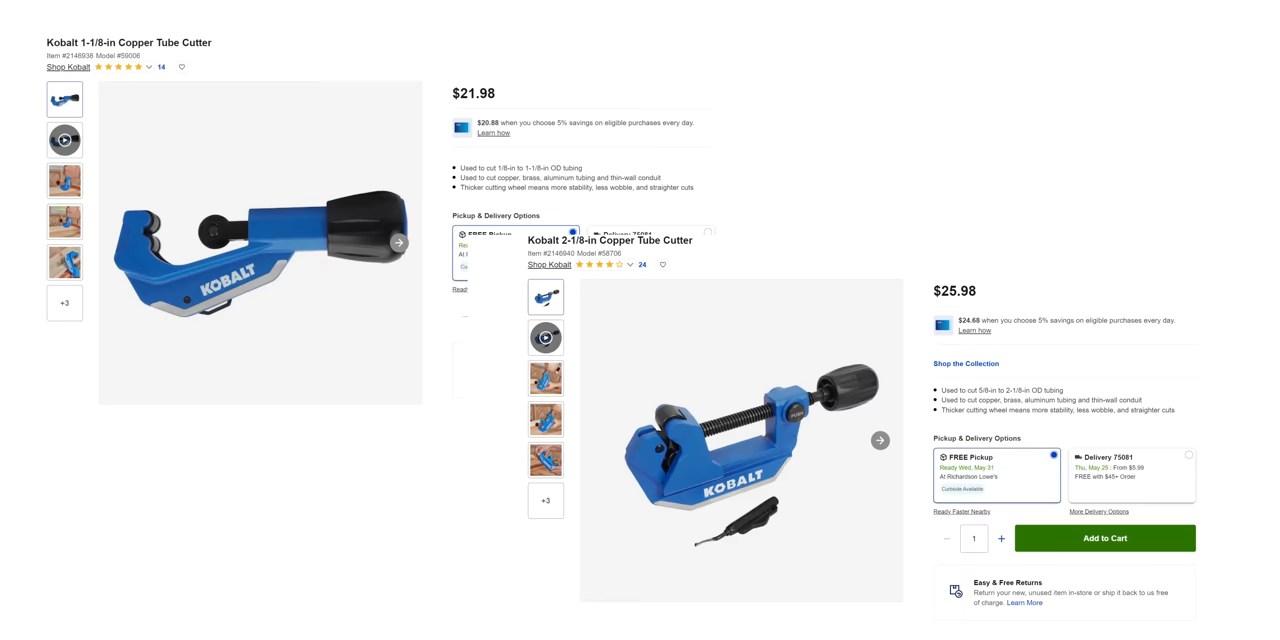 Kobalt 1-1/8-in Copper Tube Cutter
Item #2146938 Model #59006
Shop Kobalt 14
+3
KOBALT
$21.98
$20.88 when you choose 5% savings on eligible purchases every day.
Learn how
Used to cut 1/8-in to 1-1/8-in OD tubing
Used to cut copper, brass, aluminum tubing and thin-wall conduit
Thicker cutting wheel means more stability, less wobble, and straighter cuts
Pickup & Delivery Options
FREE Pickup
Delivery 75081
Kobalt 2-1/8-in Copper Tube Cutter
Item #2146940 Model #58706
Shop Kobalt 24
+3
PUSH
KOBALT
$25.98
$24.68 when you choose 5% savings on eligible purchases every day.
Learn how
Shop the Collection
Used to cut 5/8-in to 2-1/8-in OD tubing
Used to cut copper, brass, aluminum tubing and thin-wall conduit
Thicker cutting wheel means more stability, less wobble, and straighter cuts
Pickup & Delivery Options
FREE Pickup
Ready Wed, May 31
At Richardson Lowe's
Curbside Available
Delivery 75081
Thu, May 25 : From $5.99
FREE with $45+ Order
Ready Faster Nearby
More Delivery Options
1
Add to Cart
Easy & Free Returns
Return your new, unused item in-store or ship it back to us free
of charge. Learn More